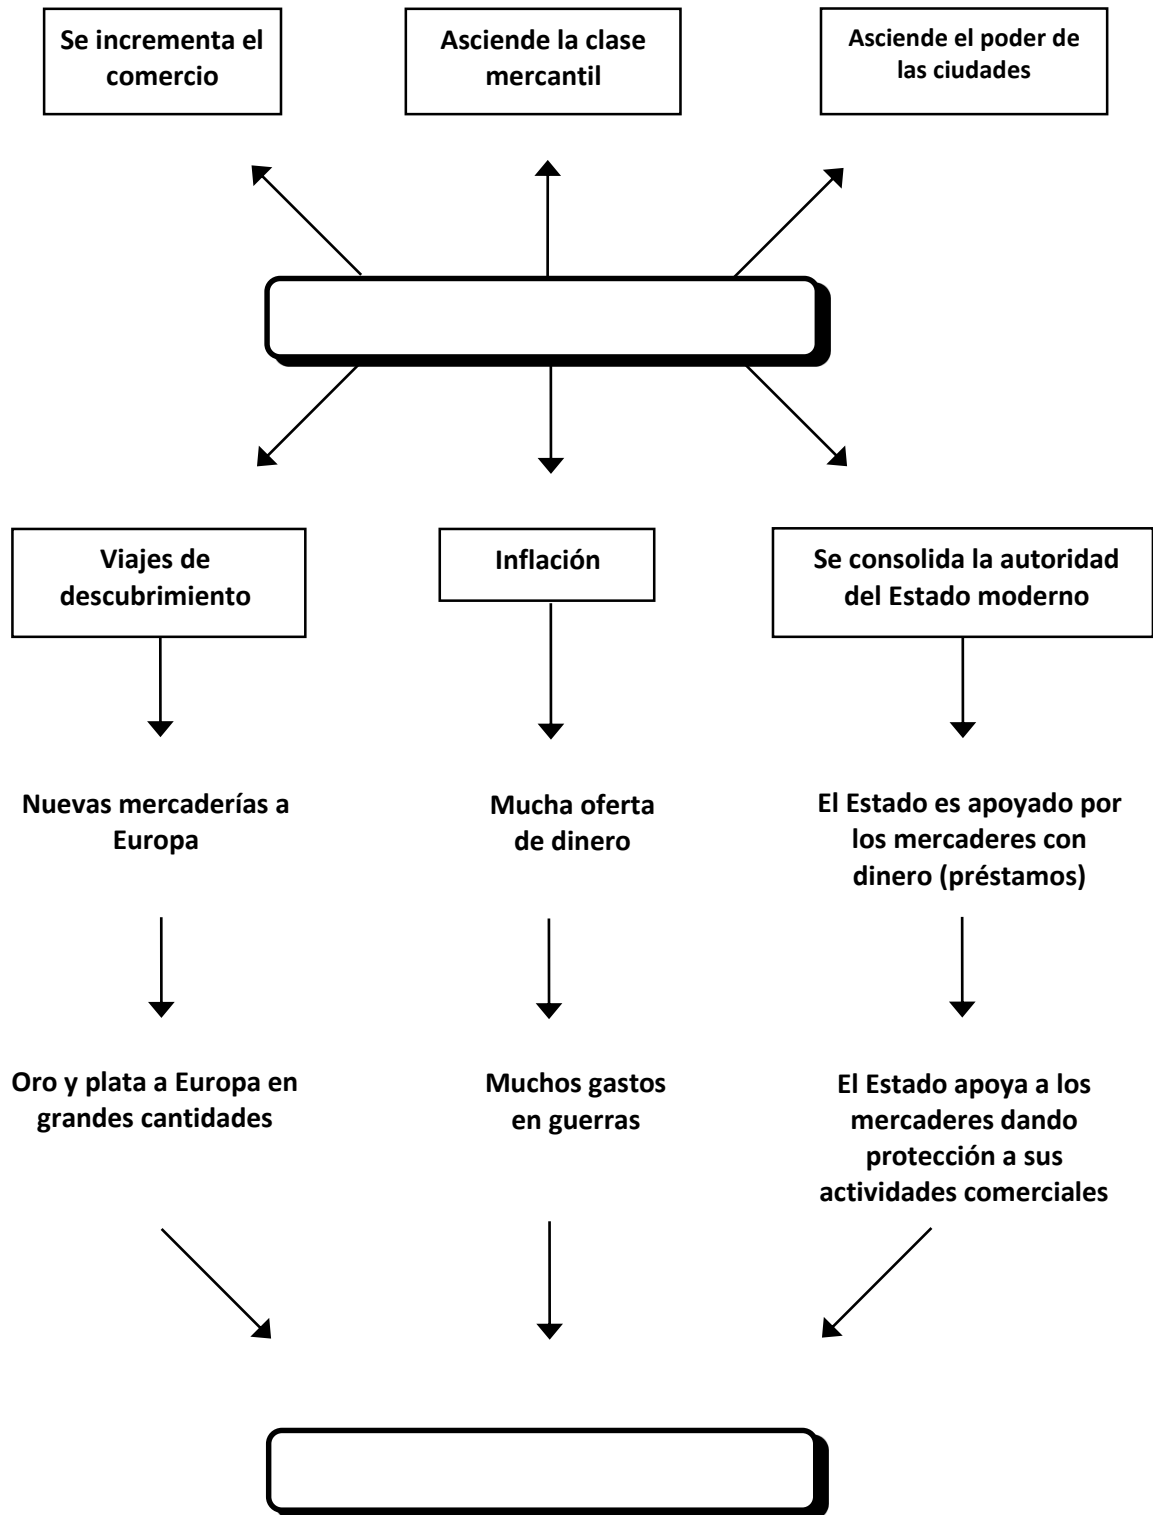 Se incrementa el
comercio
Asciende la clase
mercantil
Asciende el poder de
las ciudades
Viajes de
descubrimiento
Inflación
Se consolida la autoridad
del Estado moderno
Nuevas mercaderías a
Europa
Mucha oferta
de dinero
El Estado es apoyado por
los mercaderes con
dinero (préstamos)
Oro y plata a Europa en
grandes cantidades
Muchos gastos
en guerras
El Estado apoya a los
mercaderes dando
protección a sus
actividades comerciales